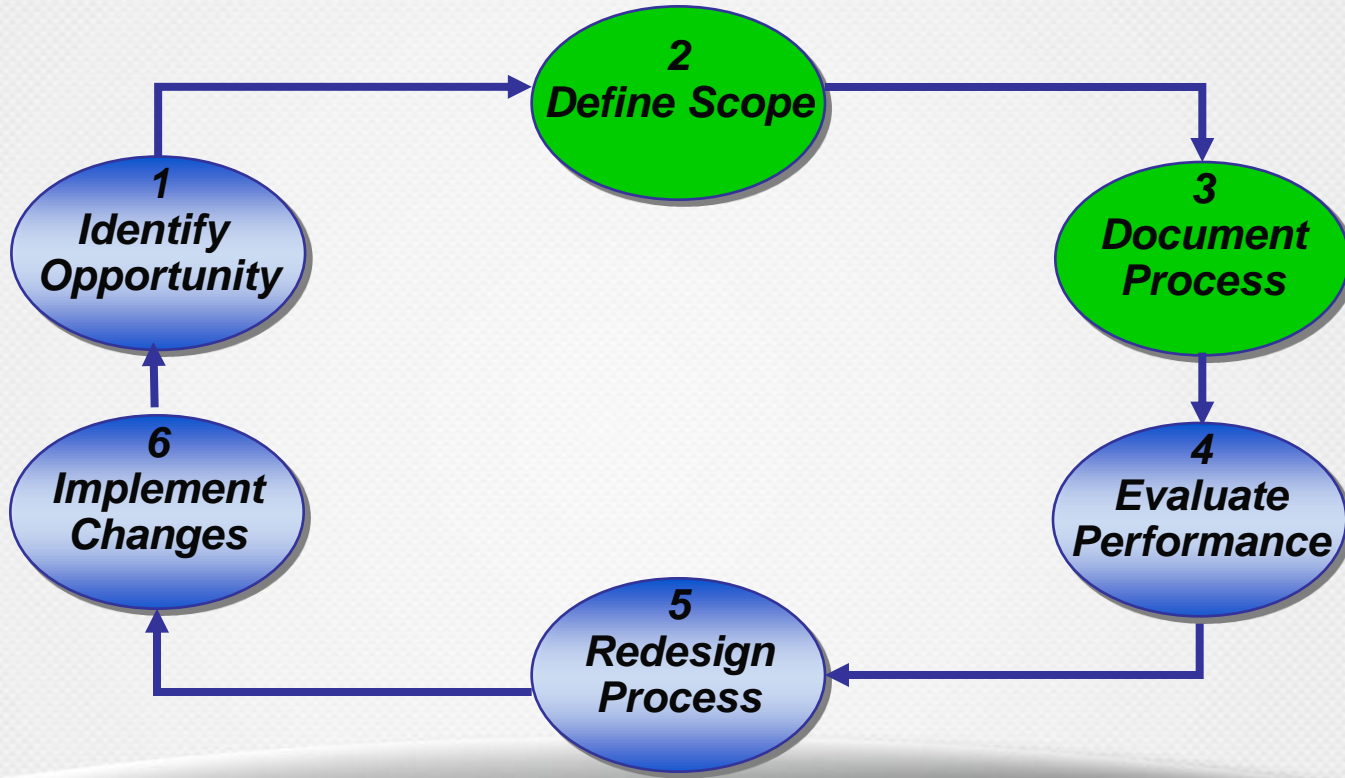 1
Identify
Opportunity
2
Define Scope
3
Document
Process
4
Evaluate
Performance
5
Redesign
Process
6
Implement
Changes